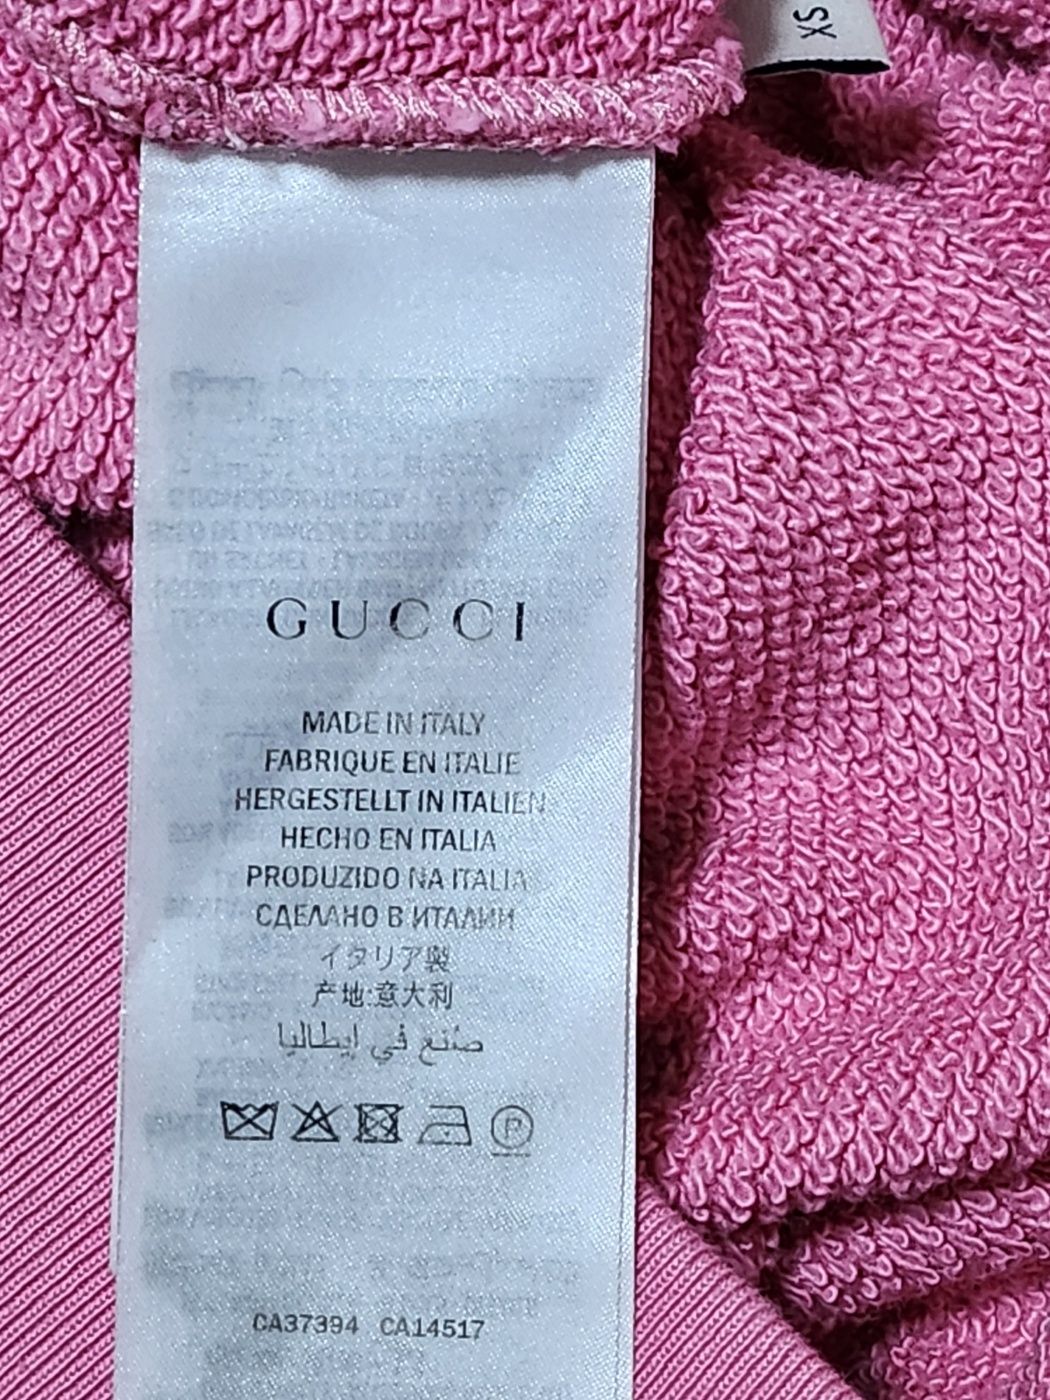 XS
GUCCI
MADE IN ITALY
FABRIQUE EN ITALIE
HERGESTELLT IN ITALIEN
HECHO EN ITALIA
PRODUZIDO NA ITALIA
СДЕЛАНО В ИТАЛИИ
イタリア製
产地:意大利
صنع في إيطاليا
P
CA37394 CA14517